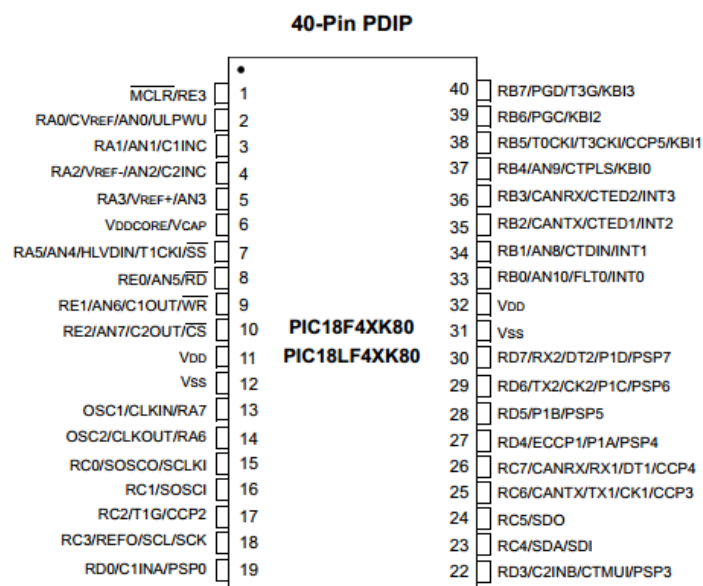 40-Pin PDIP
MCLR/RE3 1
RA0/CVREF/AN0/ULPWU 2
RA1/AN1/C1INC 3
RA2/VREF-/AN2/C2INC 4
RA3/VREF+/AN3 5
VDDCORE/VCAP 6
RA5/AN4/HLVDIN/T1CKI/SS 7
RE0/AN5/RD 8
RE1/AN6/C1OUT/WR 9
RE2/AN7/C2OUT/CS 10
VDD 11
VSS 12
OSC1/CLKIN/RA7 13
OSC2/CLKOUT/RA6 14
RC0/SOSCO/SCLKI 15
RC1/SOSCI 16
RC2/T1G/CCP2 17
RC3/REFO/SCL/SCK 18
RD0/C1INA/PSP0 19
PIC18F4XK80
PIC18LF4XK80
40 RB7/PGD/T3G/KBI3
39 RB6/PGC/KBI2
38 RB5/T0CKI/T3CKI/CCP5/KBI1
37 RB4/AN9/CTPLS/KBI0
36 RB3/CANRX/CTED2/INT3
35 RB2/CANTX/CTED1/INT2
34 RB1/AN8/CTDIN/INT1
33 RB0/AN10/FLT0/INT0
32 VDD
31 VSS
30 RD7/RX2/DT2/P1D/PSP7
29 RD6/TX2/CK2/P1C/PSP6
28 RD5/P1B/PSP5
27 RD4/ECCP1/P1A/PSP4
26 RC7/CANRX/RX1/DT1/CCP4
25 RC6/CANTX/TX1/CK1/CCP3
24 RC5/SDO
23 RC4/SDA/SDI
22 RD3/C2INB/CTMUI/PSP3